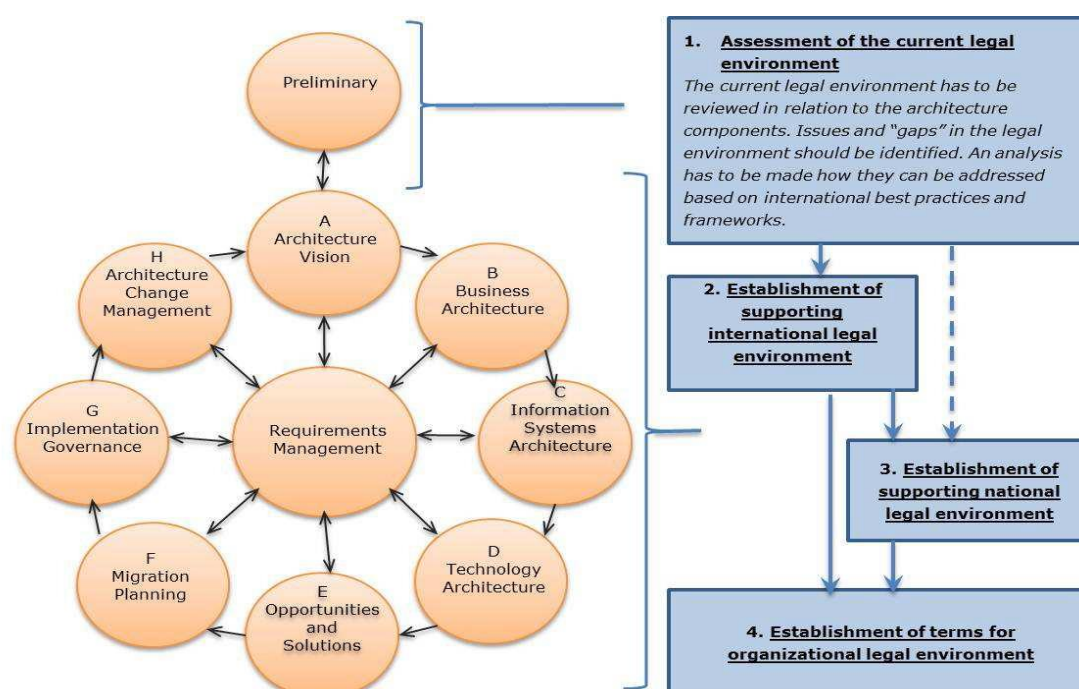 Preliminary
A
Architecture
Vision
B
Business
Architecture
C
Information
Systems
Architecture
D
Technology
Architecture
E
Opportunities
and
Solutions
F
Migration
Planning
G
Implementation
Governance
H
Architecture
Change
Management
Requirements
Management
1. Assessment of the current legal
environment
The current legal environment has to be
reviewed in relation to the architecture
components. Issues and “gaps” in the legal
environment should be identified. An analysis
has to be made how they can be addressed
based on international best practices and
frameworks.
2. Establishment of
supporting
international legal
environment
3. Establishment of
supporting national
legal environment
4. Establishment of terms for
organizational legal environment